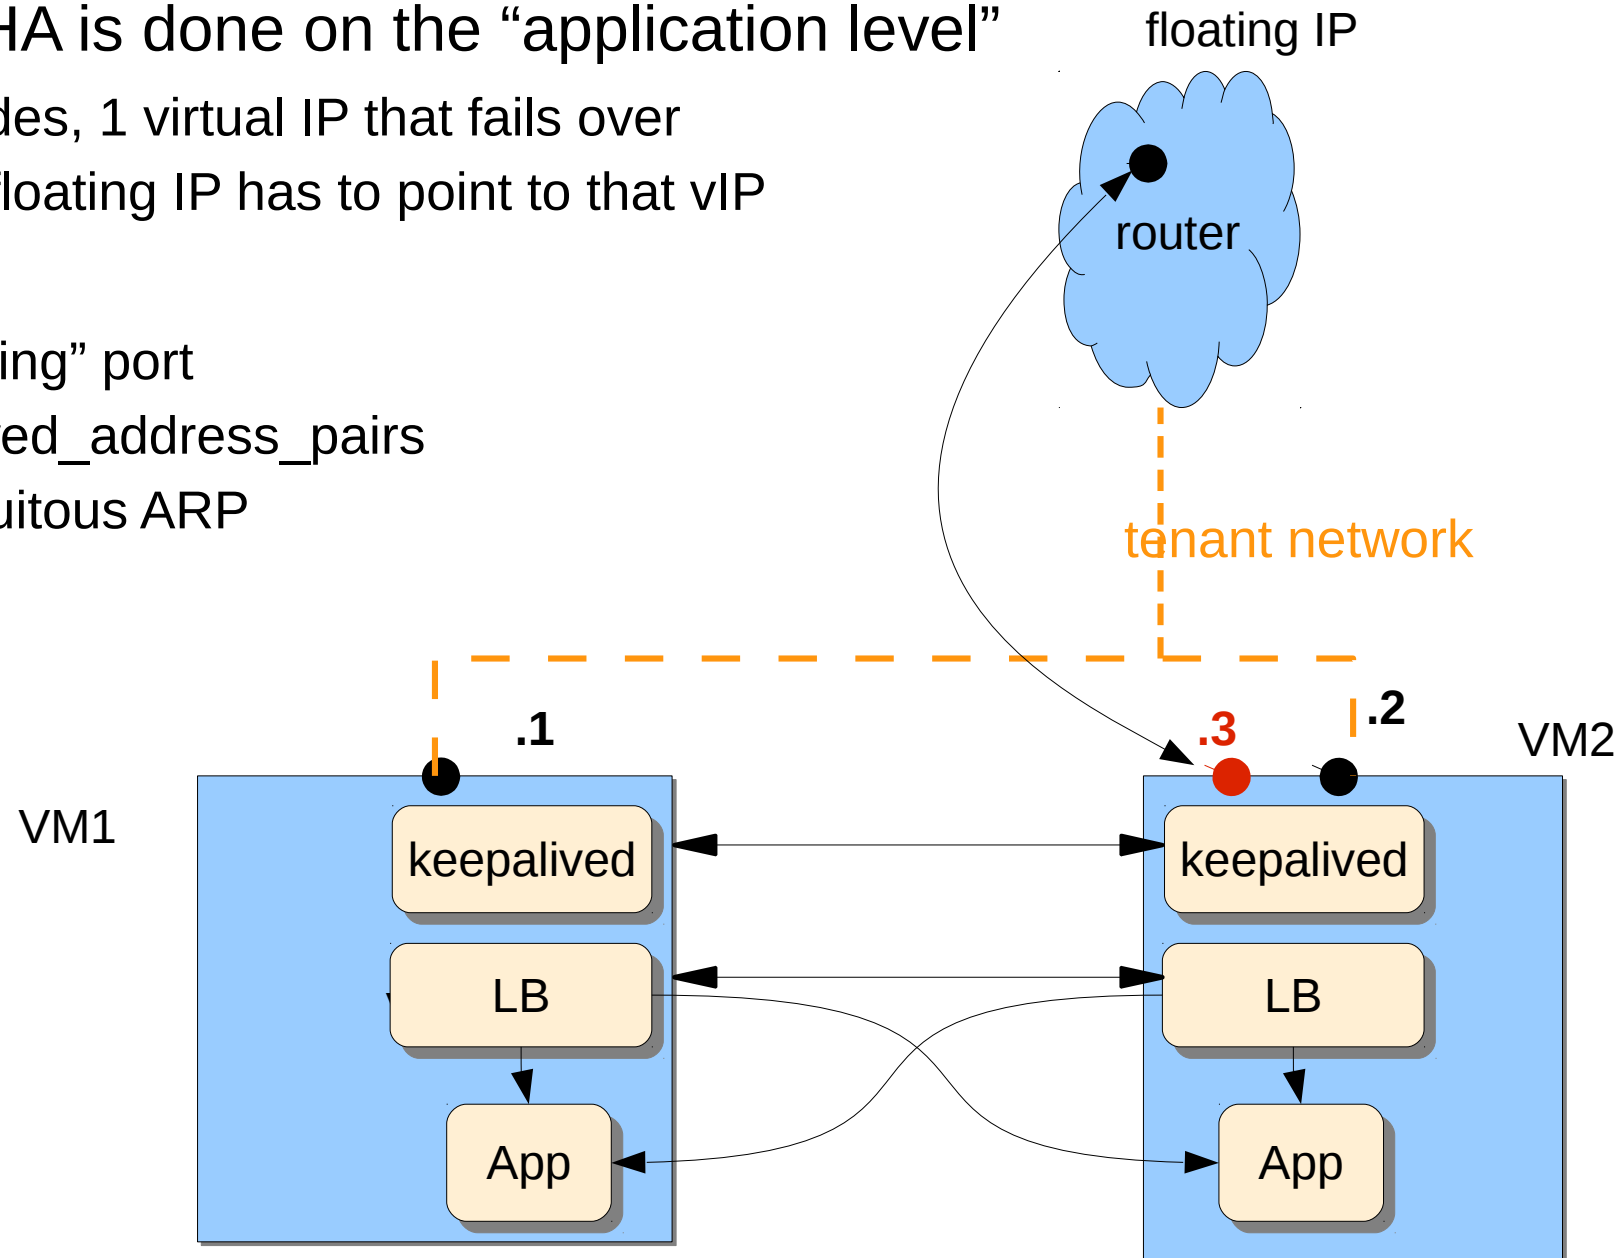 HA is done on the “application level”
floating IP
des, 1 virtual IP that fails over
floating IP has to point to that vIP
router
ing” port
ed_address_pairs
uitous ARP
tenant network
.1
.3
.2
VM2
VM1
keepalived
keepalived
LB
LB
App
App